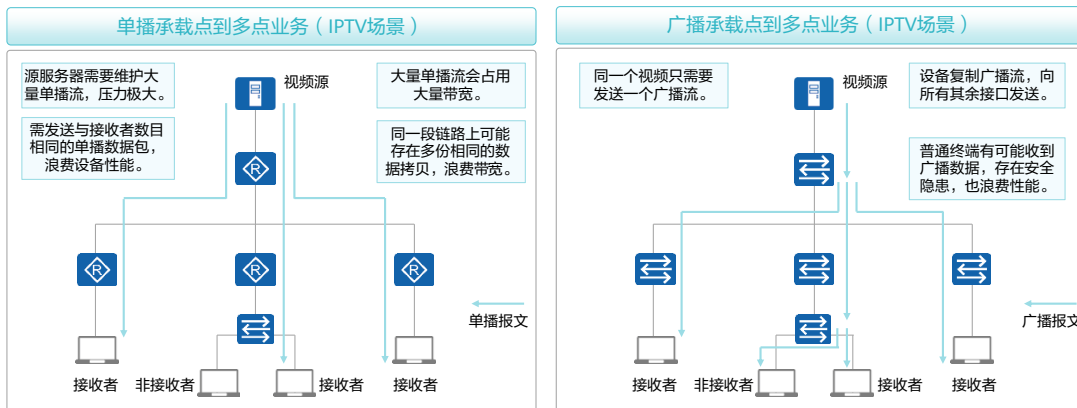 单播承载点到多点业务（IPTV场景）
源服务器需要维护大
量单播流，压力极大。
需发送与接收者数目
相同的单播数据包，
浪费设备性能。
视频源
大量单播流会占用
大量带宽。
同一段链路上可能
存在多份相同的数
据拷贝，浪费带宽。
R
R
R
R
单播报文
接收者
非接收者
接收者
接收者
广播承载点到多点业务（IPTV场景）
同一个视频只需要
发送一个广播流。
视频源
设备复制广播流，向
所有其余接口发送。
普通终端有可能收到
广播数据，存在安全
隐患，也浪费性能。
广播报文
接收者
非接收者
接收者
接收者